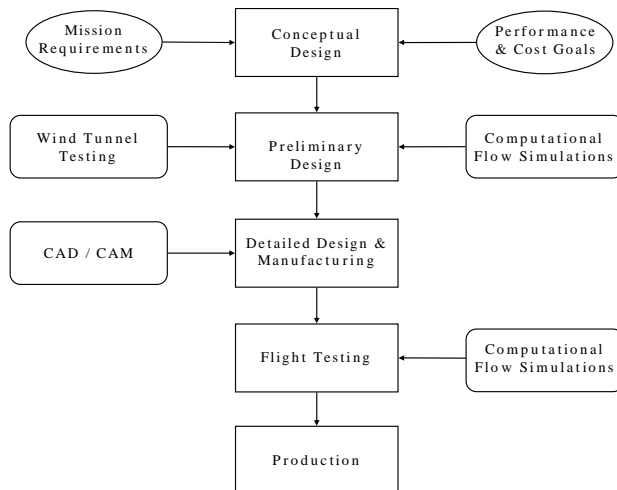 Mission
Requirements
Conceptual
Design
Performance
& Cost Goals
Wind Tunnel
Testing
Preliminary
Design
Computational
Flow Simulations
CAD / CAM
Detailed Design &
Manufacturing
Flight Testing
Computational
Flow Simulations
Production